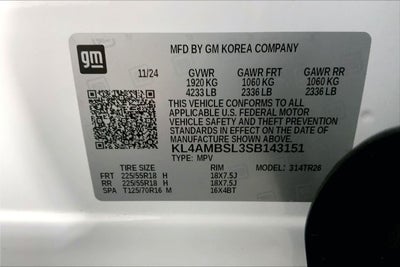 gm
MFD BY GM KOREA COMPANY
11/24 GVWR GAWR FRT GAWR RR
1920 KG 1060 KG 1060 KG
4233 LB 2336 LB 2336 LB
THIS VEHICLE CONFORMS TO ALL
APPLICABLE U.S. FEDERAL MOTOR
VEHICLE SAFETY AND THEFT
PREVENTION STANDARDS IN
EFFECT ON THE DATE OF
MANUFACTURE SHOWN ABOVE.
KL4AMBSL3SB143151
TYPE: MPV MODEL: 314TR26
TIRE SIZE RIM
FRT 225/55R18 H 18X7.5J
RR 225/55R18 H 18X7.5J
SPA T125/70R16 M 16X4BT